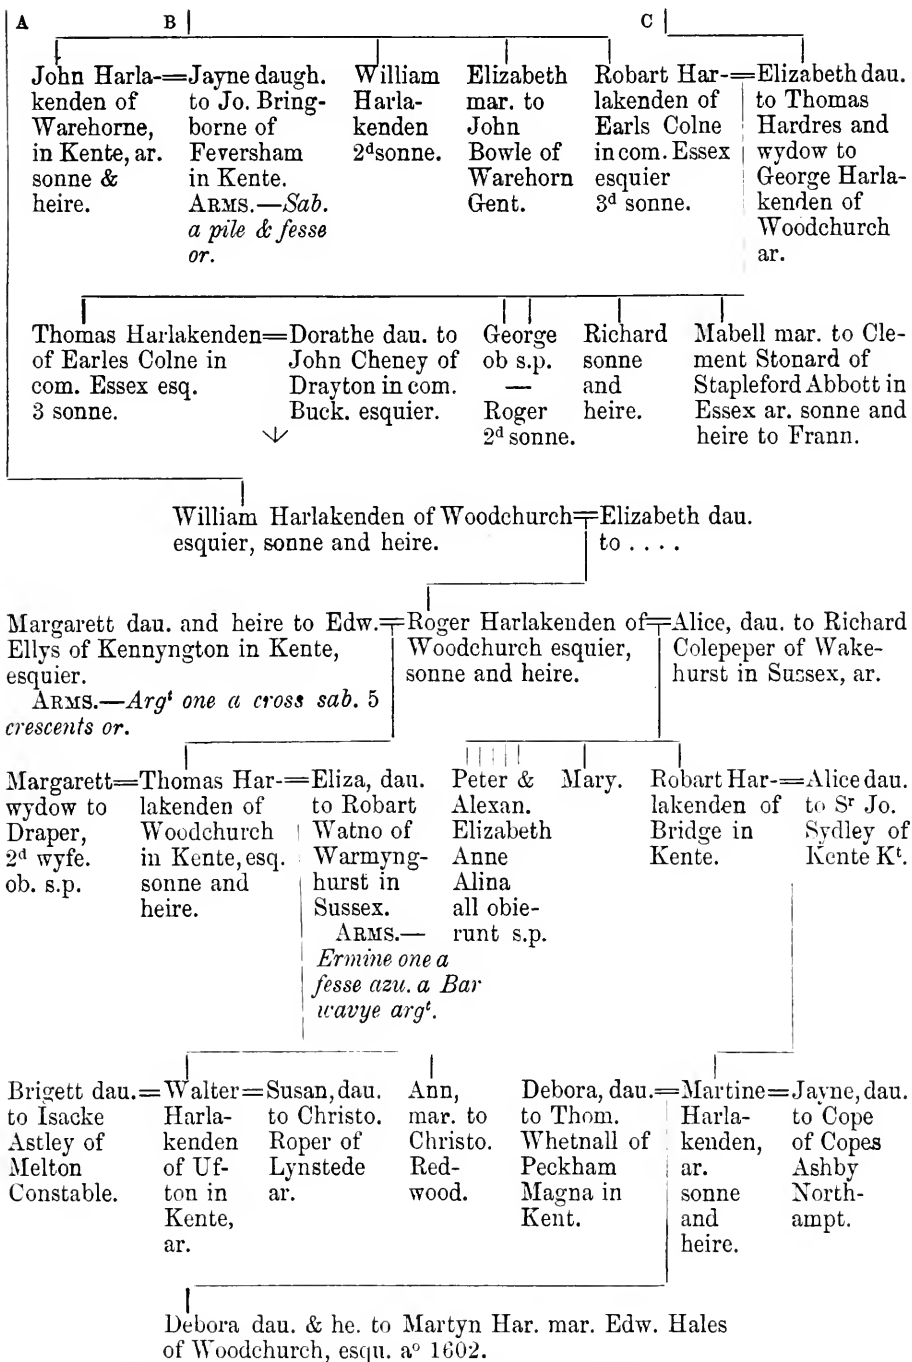 A B C
John Harla-
kenden of
Warehorne,
in Kente, ar.
sonne &
heire.
=Jayne daugh.
to Jo. Bring-
borne of
Feversham
in Kente.
ARMS.—Sab.
a pile & fesse
or.
William
Harla-
kenden
2d sonne.
Elizabeth
mar. to
John
Bowle of
Warehorn
Gent.
Robart Har-
lakenden of
Earls Colne
in com. Essex
esquier
3d sonne.
=Elizabeth dau.
to Thomas
Hardres and
wydow to
George Harla-
kenden of
Woodchurch
ar.
Thomas Harlakenden
of Earles Colne in
com. Essex esq.
3 sonne.
=Dorathe dau. to
John Cheney of
Drayton in com.
Buck. esquier.
George
ob s.p.
—
Roger
2d sonne.
Richard
sonne
and
heire.
Mabell mar. to Cle-
ment Stonard of
Stapleford Abbott in
Essex ar. sonne and
heire to Frann.
William Harlakenden of Woodchurch
esquier, sonne and heire.
=Elizabeth dau.
to . . . .
Margarett dau. and heire to Edw.
Ellys of Kennyngton in Kente,
esquier.
ARMS.—Argt one a cross sab. 5
crescents or.
=Roger Harlakenden of
Woodchurch esquier,
sonne and heire.
=Alice, dau. to Richard
Colepeper of Wake-
hurst in Sussex, ar.
Margarett
wydow to
Draper,
2d wyfe.
ob. s.p.
=Thomas Har-
lakenden of
Woodchurch
in Kente, esq.
sonne and
heire.
=Eliza, dau.
to Robart
Watno of
Warmyng-
hurst in
Sussex.
ARMS.—
Ermine one a
fesse azu. a Bar
wavye argt.
Peter &
Alexan.
Elizabeth
Anne
Alina
all obie-
runt s.p.
Mary.
Robart Har-
lakenden of
Bridge in
Kente.
=Alice dau.
to Sr Jo.
Sydley of
Kente Kt.
Brigett dau.
to Isacke
Astley of
Melton
Constable.
=Walter
Harla-
kenden
of Uf-
ton in
Kente,
ar.
=Susan, dau.
to Christo.
Roper of
Lynstede
ar.
Ann,
mar. to
Christo.
Red-
wood.
Debora, dau.
to Thom.
Whetnall of
Peckham
Magna in
Kent.
=Martine
Harla-
kenden,
ar.
sonne
and
heire.
=Jayne, dau.
to Cope
of Copes
Ashby
North-
ampt.
Debora dau. & he. to Martyn Har. mar. Edw. Hales
of Woodchurch, esqu. ao 1602.